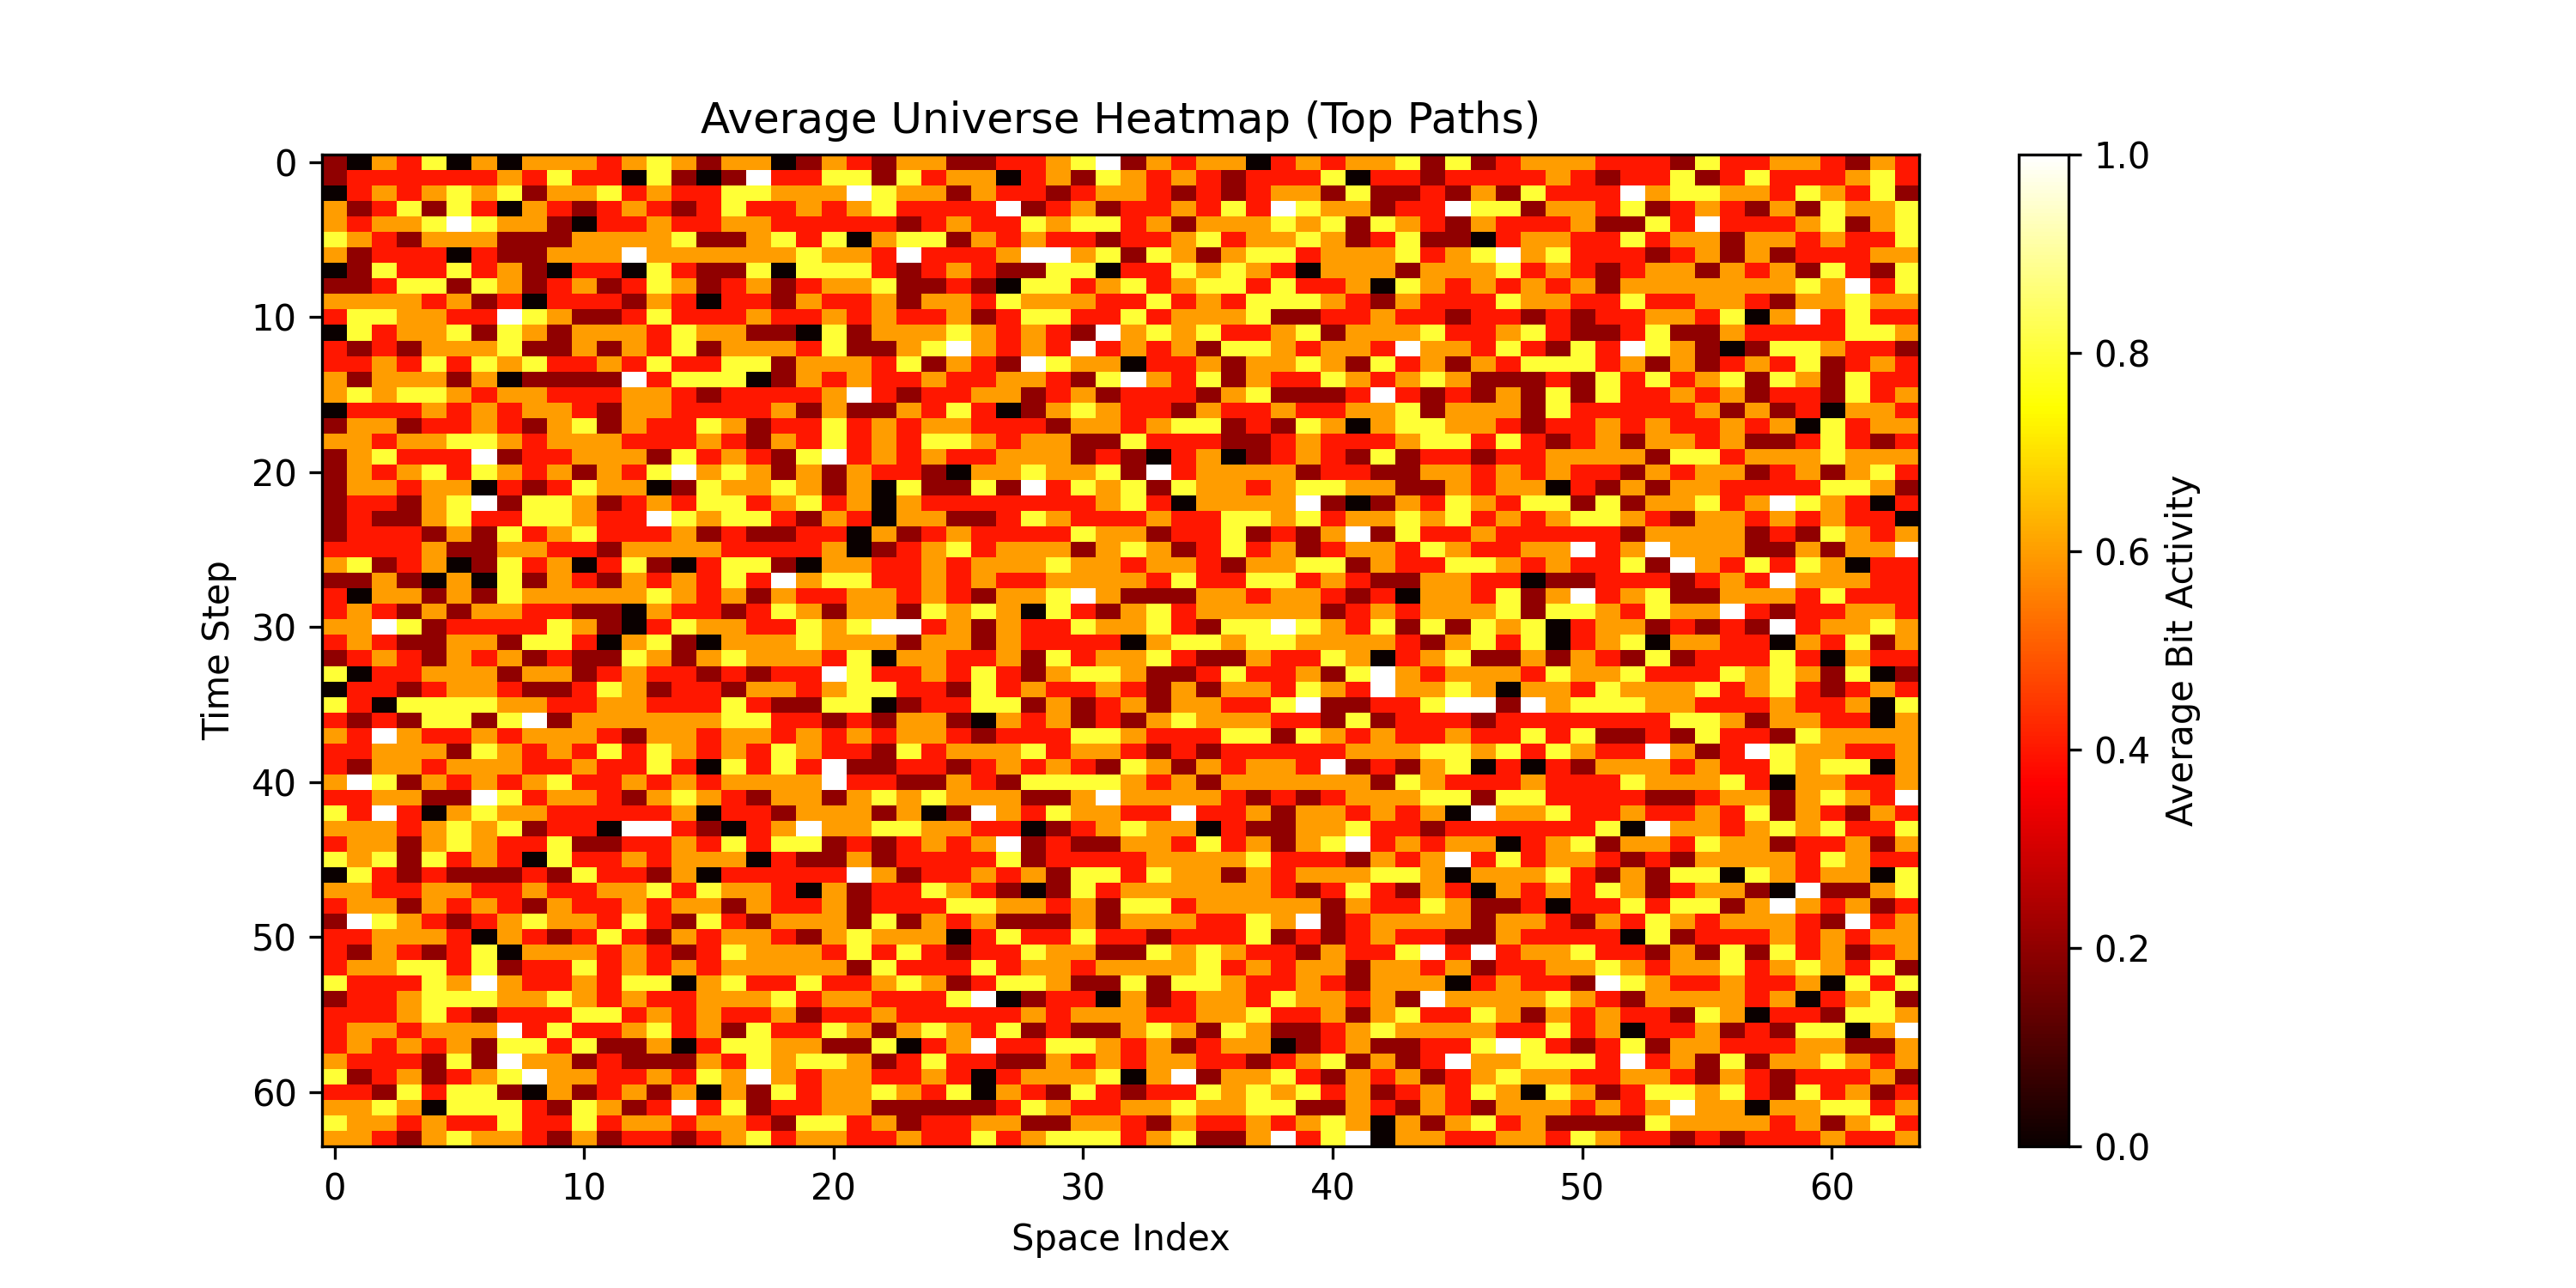 Average Universe Heatmap (Top Paths)
0
10
20
30
40
50
60
Time Step
0 10 20 30 40 50 60
Space Index
1.0
0.8
0.6
0.4
0.2
0.0
Average Bit Activity